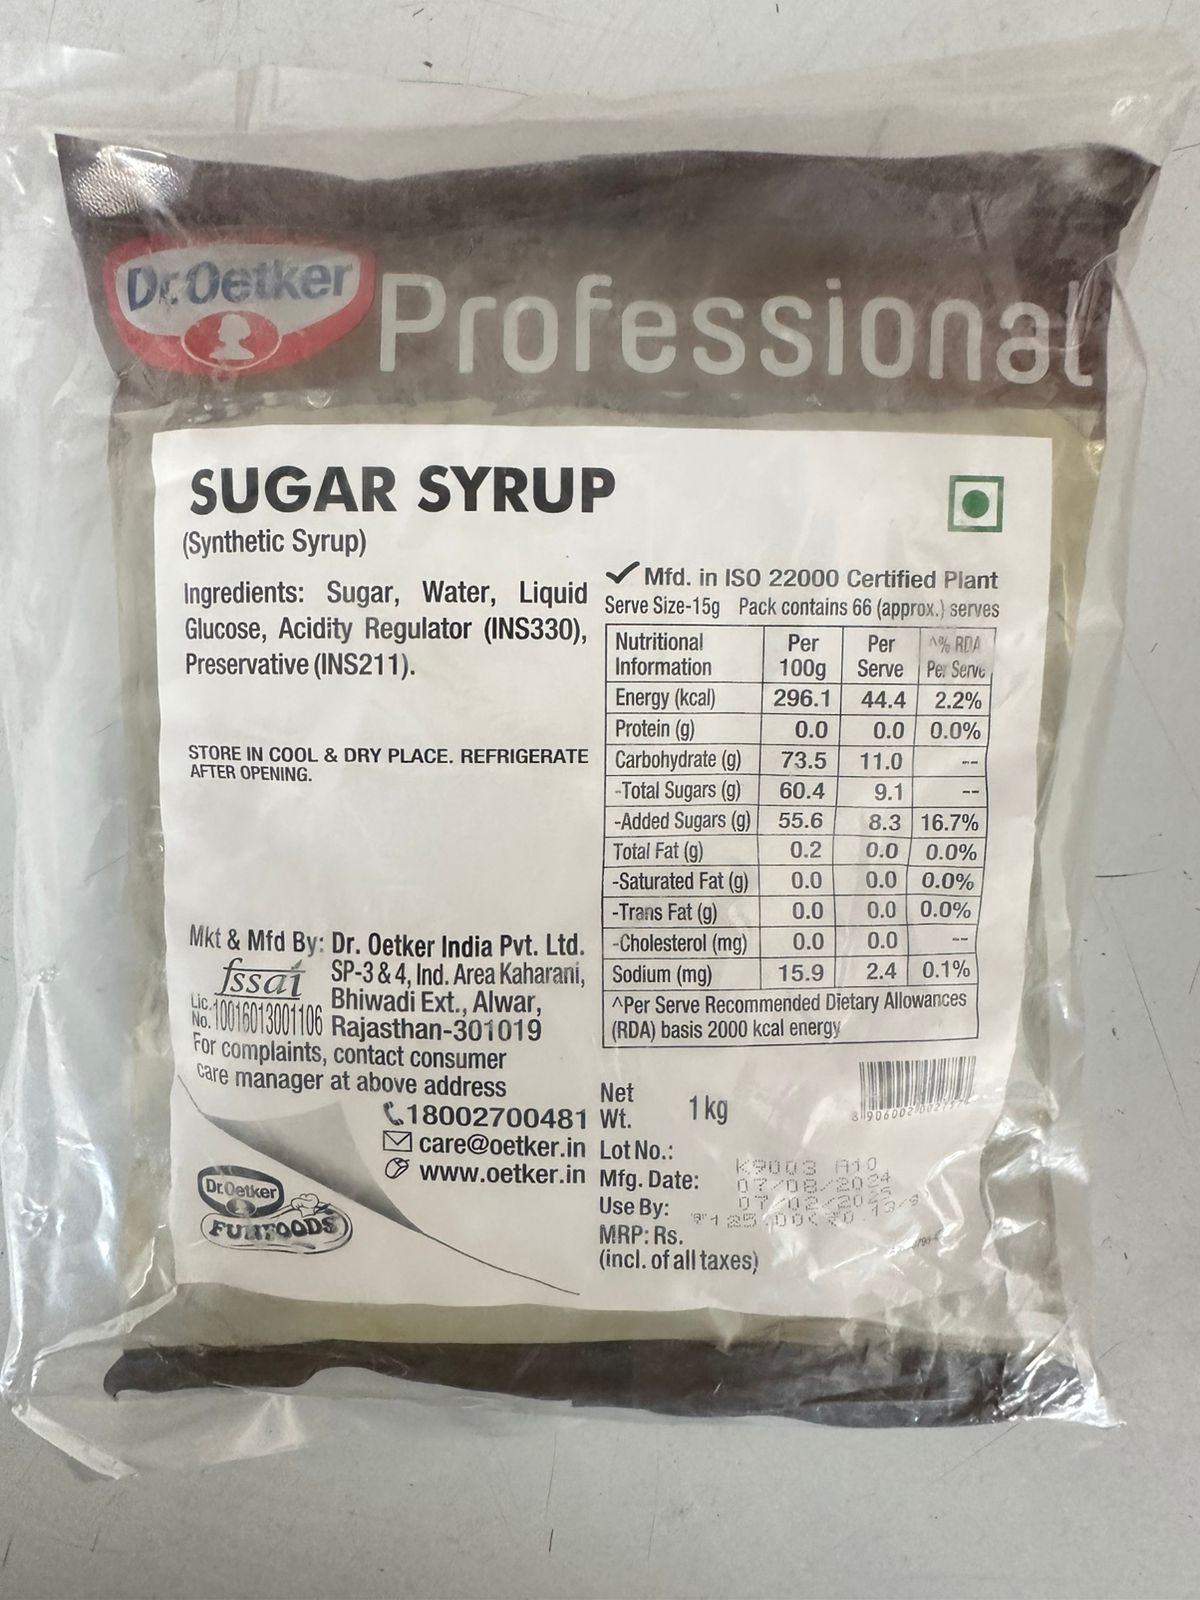 Dr.Oetker
Professional
SUGAR SYRUP
(Synthetic Syrup)
Ingredients: Sugar, Water, Liquid
Glucose, Acidity Regulator (INS330),
Preservative (INS211).
STORE IN COOL & DRY PLACE. REFRIGERATE
AFTER OPENING.
✓ Mfd. in ISO 22000 Certified Plant
Serve Size-15g Pack contains 66 (approx.) serves
Nutritional Information Per 100g Per Serve ^% RDA Per Serve
Energy (kcal) 296.1 44.4 2.2%
Protein (g) 0.0 0.0 0.0%
Carbohydrate (g) 73.5 11.0 --
-Total Sugars (g) 60.4 9.1 --
-Added Sugars (g) 55.6 8.3 16.7%
Total Fat (g) 0.2 0.0 0.0%
-Saturated Fat (g) 0.0 0.0 0.0%
-Trans Fat (g) 0.0 0.0 0.0%
-Cholesterol (mg) 0.0 0.0 --
Sodium (mg) 15.9 2.4 0.1%
^Per Serve Recommended Dietary Allowances
(RDA) basis 2000 kcal energy
Mkt & Mfd By: Dr. Oetker India Pvt. Ltd.
SP-3 & 4, Ind. Area Kaharani,
Bhiwadi Ext., Alwar,
Rajasthan-301019
fssai
Lic. No. 10016013001106
For complaints, contact consumer
care manager at above address
18002700481
care@oetker.in
www.oetker.in
Dr.Oetker
FUNFOODS
Net Wt. 1 kg
Lot No.: K9003 A10
Mfg. Date: 07/08/2024
Use By: 07/02/2025
MRP: Rs.
(incl. of all taxes)